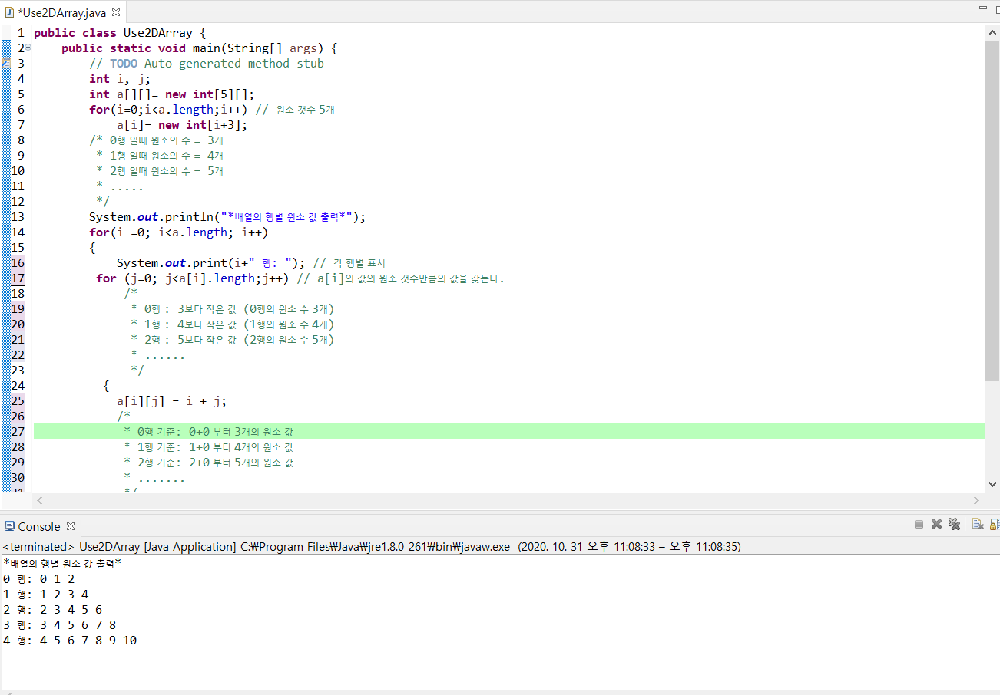 *Use2DArray.java
1 public class Use2DArray {
2 public static void main(String[] args) {
3 // TODO Auto-generated method stub
4 int i, j;
5 int a[][]= new int[5][];
6 for(i=0;i<a.length;i++) // 원소 갯수 5개
7 a[i]= new int[i+3];
8 /* 0행 일때 원소의 수 = 3개
9 * 1행 일때 원소의 수 = 4개
10 * 2행 일때 원소의 수 = 5개
11 * .....
12 */
13 System.out.println("*배열의 행별 원소 값 출력*");
14 for(i =0; i<a.length; i++)
15 {
16 System.out.print(i+" 행: "); // 각 행별 표시
17 for (j=0; j<a[i].length;j++) // a[i]의 값의 원소 갯수만큼의 값을 갖는다.
18 /*
19 * 0행 : 3보다 작은 값 (0행의 원소 수 3개)
20 * 1행 : 4보다 작은 값 (1행의 원소 수 4개)
21 * 2행 : 5보다 작은 값 (2행의 원소 수 5개)
22 * ......
23 */
24 {
25 a[i][j] = i + j;
26 /*
27 * 0행 기준: 0+0 부터 3개의 원소 값
28 * 1행 기준: 1+0 부터 4개의 원소 값
29 * 2행 기준: 2+0 부터 5개의 원소 값
30 * .......
31 */
Console
<terminated> Use2DArray [Java Application] C:₩Program Files₩Java₩jre1.8.0_261₩bin₩javaw.exe (2020. 10. 31 오후 11:08:33 – 오후 11:08:35)
*배열의 행별 원소 값 출력*
0 행: 0 1 2
1 행: 1 2 3 4
2 행: 2 3 4 5 6
3 행: 3 4 5 6 7 8
4 행: 4 5 6 7 8 9 10